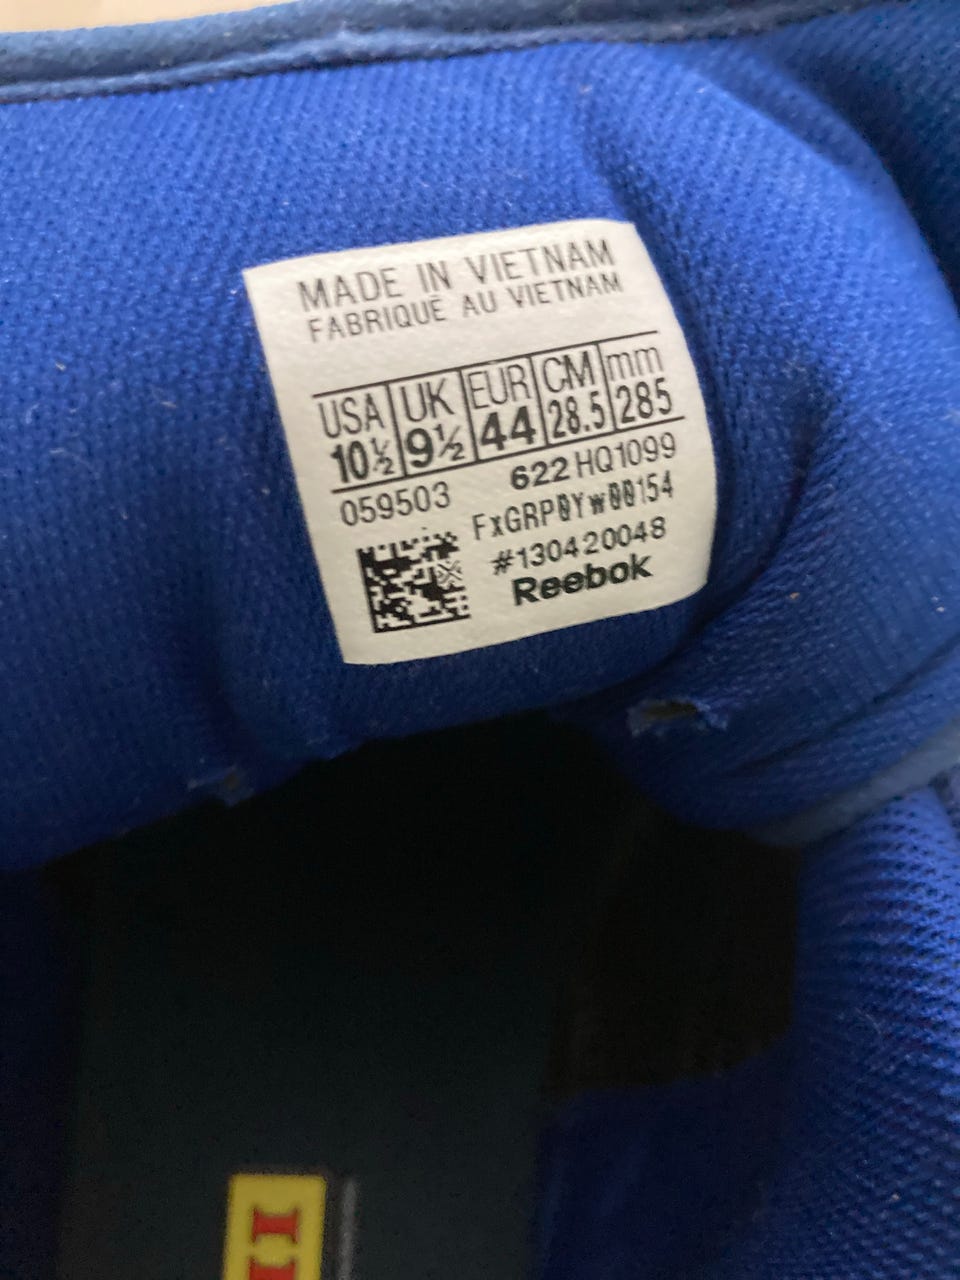 MADE IN VIETNAM
FABRIQUÉ AU VIETNAM
USA UK EUR CM mm
10½ 9½ 44 28.5 285
059503 622 HQ1099
FxGRP0Yw00154
#130420048
Reebok